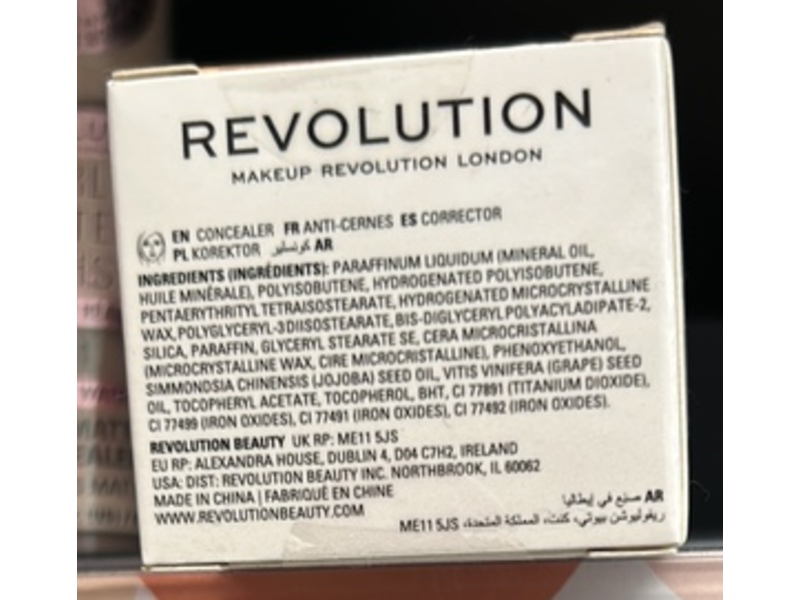 REVOLUTION
MAKEUP REVOLUTION LONDON
EN CONCEALER FR ANTI-CERNES ES CORRECTOR
PL KOREKTOR كونسيلر AR
INGREDIENTS (INGRÉDIENTS): PARAFFINUM LIQUIDUM (MINERAL OIL,
HUILE MINÉRALE), POLYISOBUTENE, HYDROGENATED POLYISOBUTENE,
PENTAERYTHRITYL TETRAISOSTEARATE, HYDROGENATED MICROCRYSTALLINE
WAX, POLYGLYCERYL-3 DIISOSTEARATE, BIS-DIGLYCERYL POLYACYLADIPATE-2,
SILICA, PARAFFIN, GLYCERYL STEARATE SE, CERA MICROCRISTALLINA
(MICROCRYSTALLINE WAX, CIRE MICROCRISTALLINE), PHENOXYETHANOL,
SIMMONDSIA CHINENSIS (JOJOBA) SEED OIL, VITIS VINIFERA (GRAPE) SEED
OIL, TOCOPHERYL ACETATE, TOCOPHEROL, BHT, CI 77891 (TITANIUM DIOXIDE),
CI 77499 (IRON OXIDES), CI 77491 (IRON OXIDES), CI 77492 (IRON OXIDES).
REVOLUTION BEAUTY UK RP: ME11 5JS
EU RP: ALEXANDRA HOUSE, DUBLIN 4, D04 C7H2, IRELAND
USA: DIST: REVOLUTION BEAUTY INC. NORTHBROOK, IL 60062
MADE IN CHINA | FABRIQUÉ EN CHINE
WWW.REVOLUTIONBEAUTY.COM
AR صنع في إيطاليا
ريفوليوشن بيوتي، كنت، المملكة المتحدة، ME11 5JS